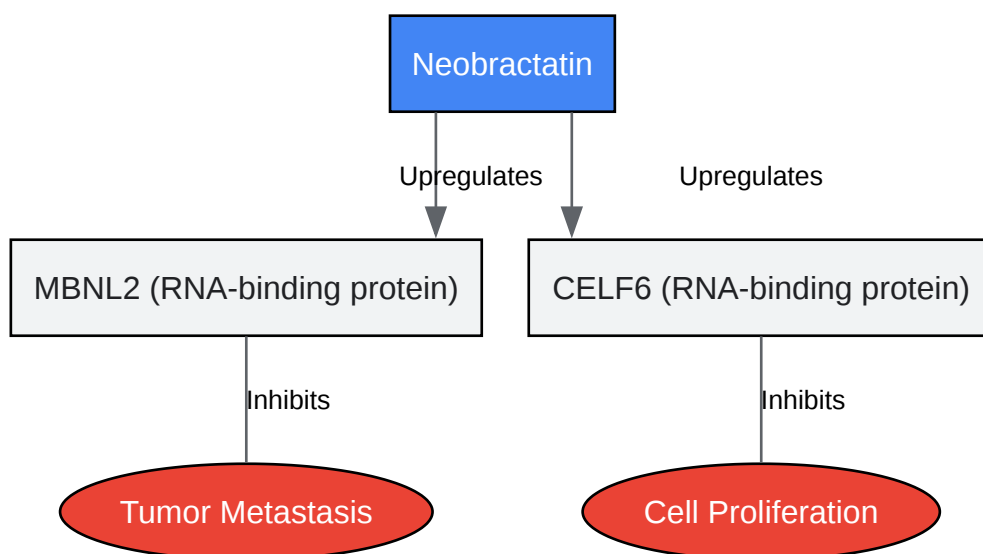 Neobractatin
Upregulates
Upregulates
MBNL2 (RNA-binding protein)
CELF6 (RNA-binding protein)
Inhibits
Inhibits
Tumor Metastasis
Cell Proliferation